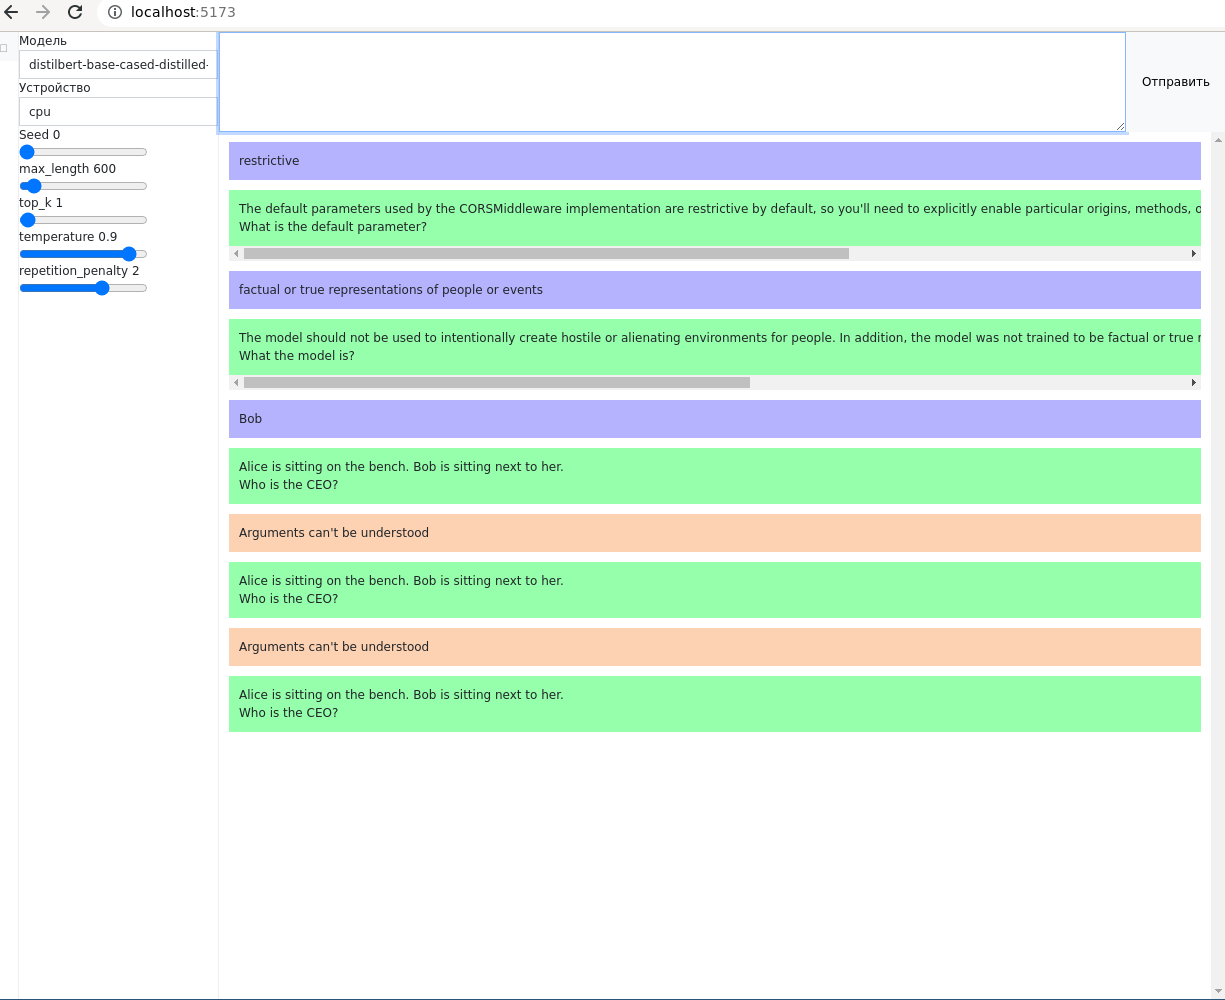 localhost:5173
Модель
distilbert-base-cased-distilled-
Устройство
cpu
Seed 0
max_length 600
top_k 1
temperature 0.9
repetition_penalty 2
Отправить
restrictive
The default parameters used by the CORSMiddleware implementation are restrictive by default, so you'll need to explicitly enable particular origins, methods, o
What is the default parameter?
factual or true representations of people or events
The model should not be used to intentionally create hostile or alienating environments for people. In addition, the model was not trained to be factual or true r
What the model is?
Bob
Alice is sitting on the bench. Bob is sitting next to her.
Who is the CEO?
Arguments can't be understood
Alice is sitting on the bench. Bob is sitting next to her.
Who is the CEO?
Arguments can't be understood
Alice is sitting on the bench. Bob is sitting next to her.
Who is the CEO?